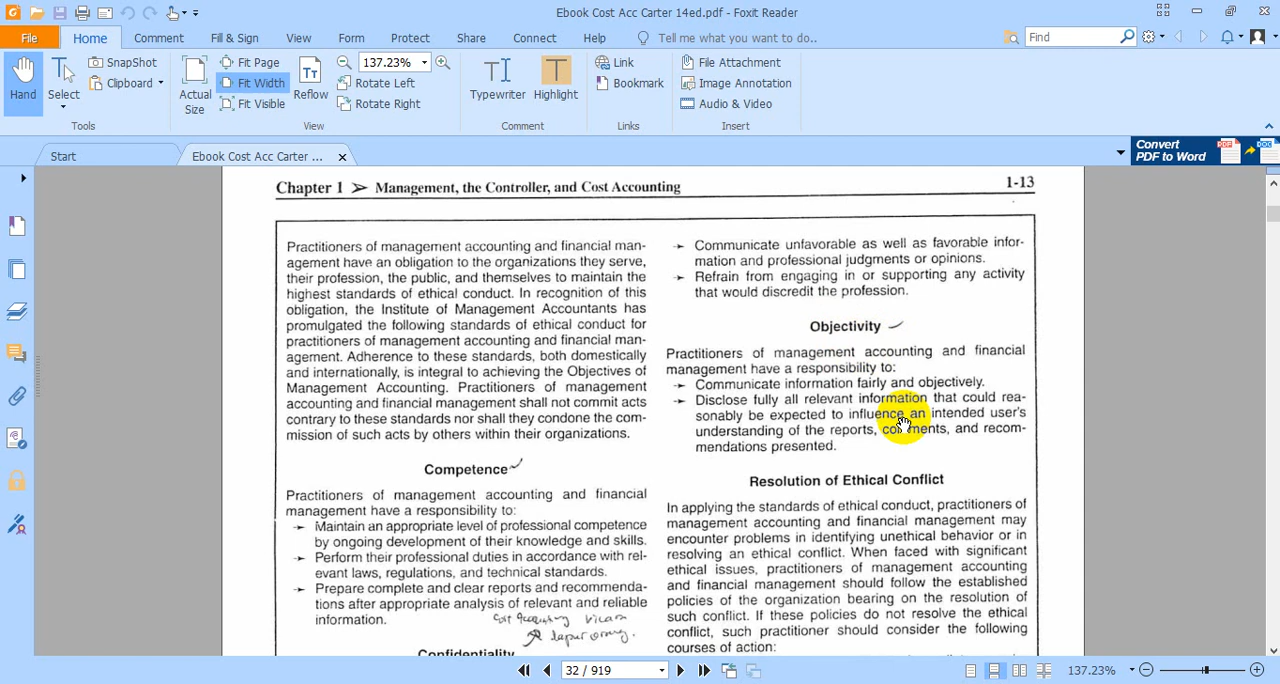 Ebook Cost Acc Carter 14ed.pdf - Foxit Reader
File
Home
Comment
Fill & Sign
View
Form
Protect
Share
Connect
Help
Tell me what you want to do..
Find
Hand
Select
SnapShot
Clipboard
Tools
Actual
Size
Fit Page
Fit Width
Fit Visible
Reflow
137.23%
Rotate Left
Rotate Right
View
Typewriter
Highlight
Comment
Link
Bookmark
Links
File Attachment
Image Annotation
Audio & Video
Insert
Start
Ebook Cost Acc Carter ...
Convert
PDF to Word
Chapter 1 ➢ Management, the Controller, and Cost Accounting
1-13
Practitioners of management accounting and financial man-
agement have an obligation to the organizations they serve,
their profession, the public, and themselves to maintain the
highest standards of ethical conduct. In recognition of this
obligation, the Institute of Management Accountants has
promulgated the following standards of ethical conduct for
practitioners of management accounting and financial man-
agement. Adherence to these standards, both domestically
and internationally, is integral to achieving the Objectives of
Management Accounting. Practitioners of management
accounting and financial management shall not commit acts
contrary to these standards nor shall they condone the com-
mission of such acts by others within their organizations.
Competence
Practitioners of management accounting and financial
management have a responsibility to:
Maintain an appropriate level of professional competence
by ongoing development of their knowledge and skills.
Perform their professional duties in accordance with rel-
evant laws, regulations, and technical standards.
Prepare complete and clear reports and recommenda-
tions after appropriate analysis of relevant and reliable
information.
Cost Accounting
Confidentiality
Communicate unfavorable as well as favorable infor-
mation and professional judgments or opinions.
Refrain from engaging in or supporting any activity
that would discredit the profession.
Objectivity
Practitioners of management accounting and financial
management have a responsibility to:
Communicate information fairly and objectively.
Disclose fully all relevant information that could rea-
sonably be expected to influence an intended user's
understanding of the reports, comments, and recom-
mendations presented.
Resolution of Ethical Conflict
In applying the standards of ethical conduct, practitioners of
management accounting and financial management may
encounter problems in identifying unethical behavior or in
resolving an ethical conflict. When faced with significant
ethical issues, practitioners of management accounting
and financial management should follow the established
policies of the organization bearing on the resolution of
such conflict. If these policies do not resolve the ethical
conflict, such practitioner should consider the following
courses of action:
32 / 919
137.23%